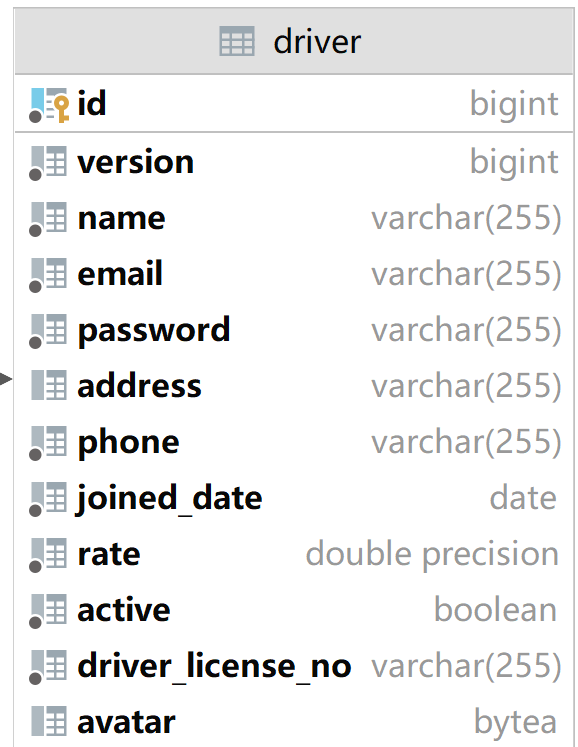 driver
id bigint
version bigint
name varchar(255)
email varchar(255)
password varchar(255)
address varchar(255)
phone varchar(255)
joined_date date
rate double precision
active boolean
driver_license_no varchar(255)
avatar bytea